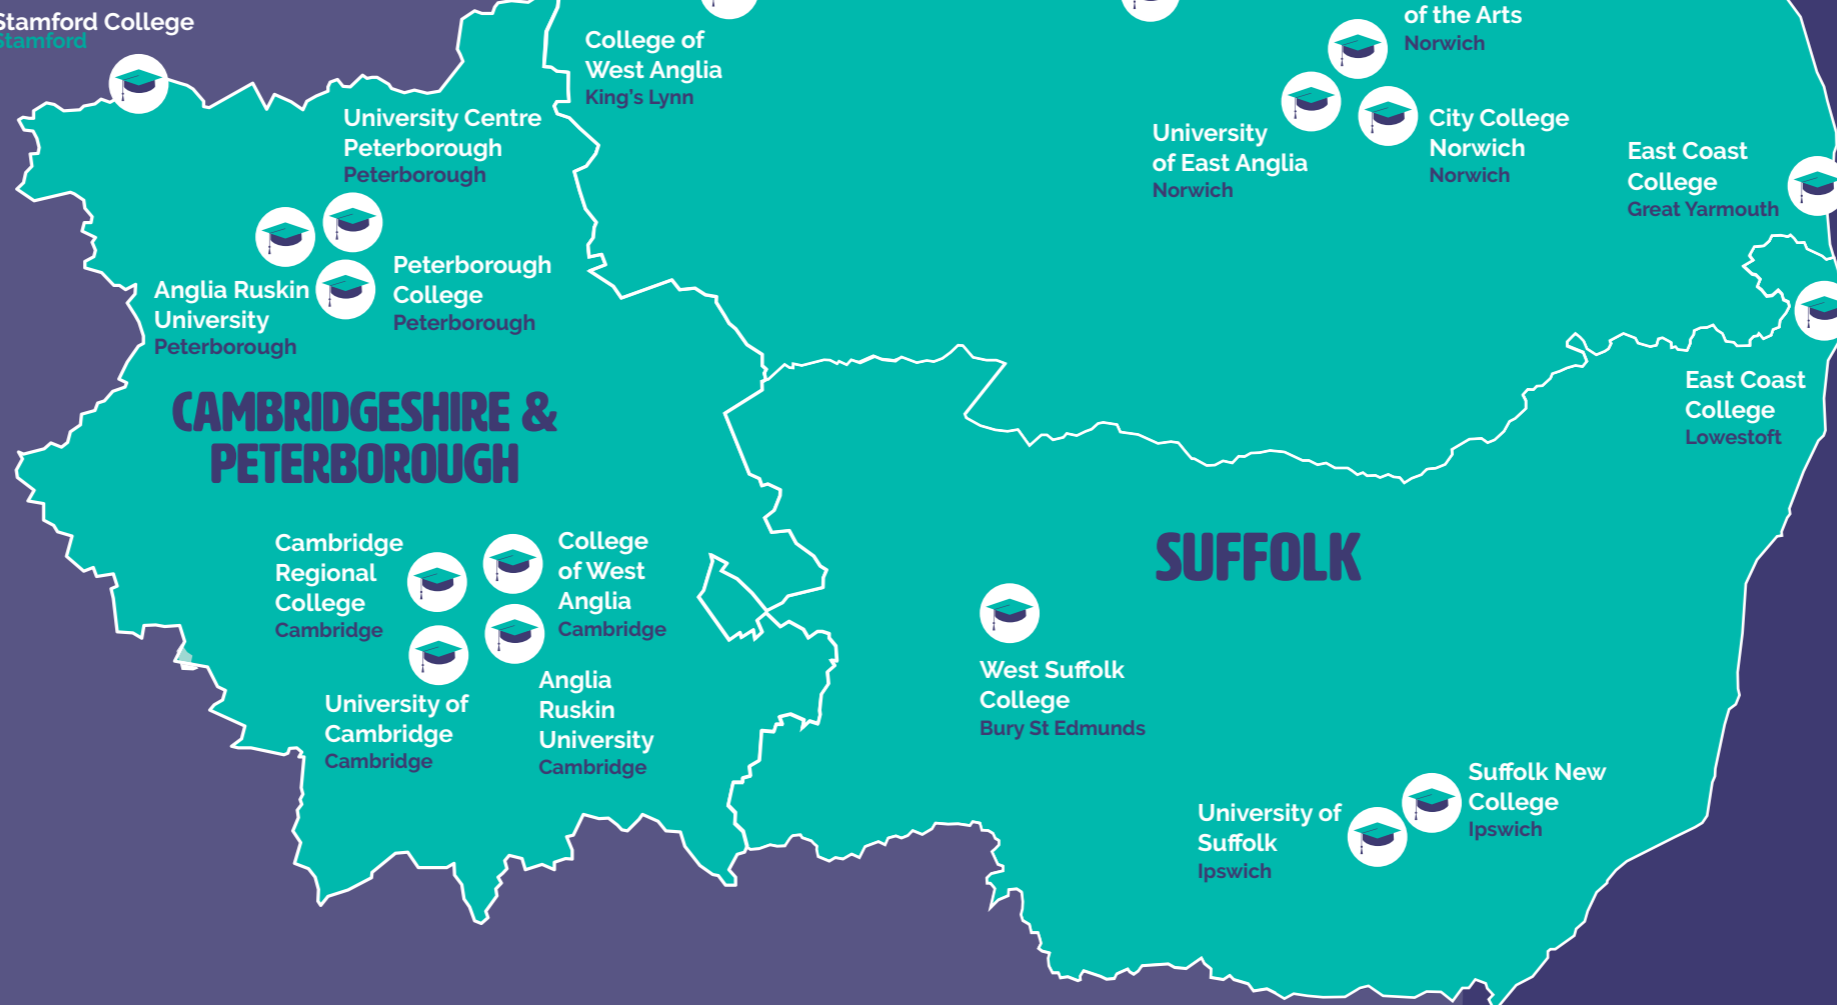 Stamford College
Stamford
College of
West Anglia
King's Lynn
of the Arts
Norwich
University Centre
Peterborough
Peterborough
University
of East Anglia
Norwich
City College
Norwich
Norwich
East Coast
College
Great Yarmouth
Anglia Ruskin
University
Peterborough
Peterborough
College
Peterborough
East Coast
College
Lowestoft
CAMBRIDGESHIRE &
PETERBOROUGH
SUFFOLK
Cambridge
Regional
College
Cambridge
College
of West
Anglia
Cambridge
University of
Cambridge
Cambridge
Anglia
Ruskin
University
Cambridge
West Suffolk
College
Bury St Edmunds
University of
Suffolk
Ipswich
Suffolk New
College
Ipswich